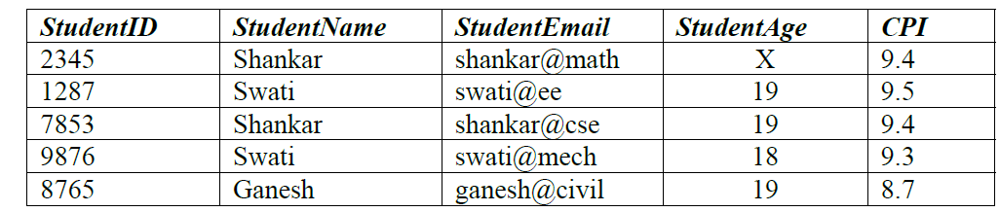 StudentID StudentName StudentEmail StudentAge CPI
2345 Shankar shankar@math X 9.4
1287 Swati swati@ee 19 9.5
7853 Shankar shankar@cse 19 9.4
9876 Swati swati@mech 18 9.3
8765 Ganesh ganesh@civil 19 8.7